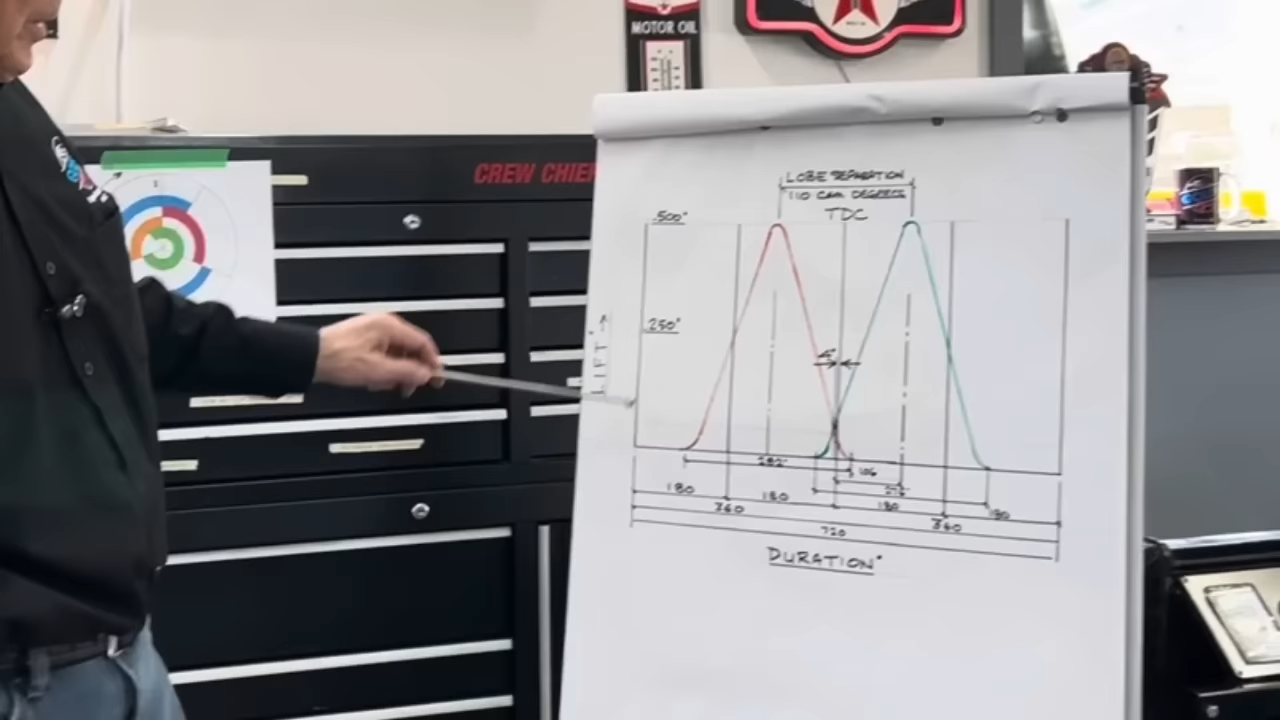 MOTOR OIL
CREW CHIEF
LOBE SEPARATION
110 CAM DEGREES
TDC
.500"
.250"
LIFT"
4°
282°
106
276°
180
180
180
180
360
360
720
DURATION°